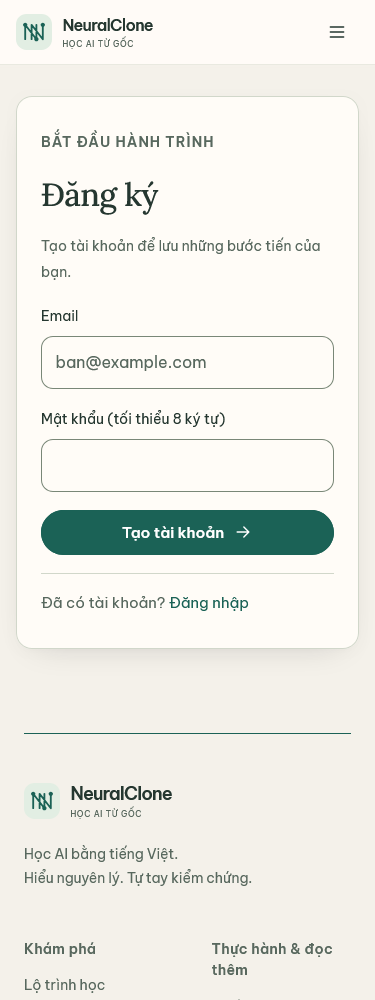 NeuralClone
HỌC AI TỪ GỐC
BẮT ĐẦU HÀNH TRÌNH
Đăng ký
Tạo tài khoản để lưu những bước tiến của
bạn.
Email
ban@example.com
Mật khẩu (tối thiểu 8 ký tự)
Tạo tài khoản →
Đã có tài khoản? Đăng nhập
NeuralClone
HỌC AI TỪ GỐC
Học AI bằng tiếng Việt.
Hiểu nguyên lý. Tự tay kiểm chứng.
Khám phá
Thực hành & đọc
thêm
Lộ trình học